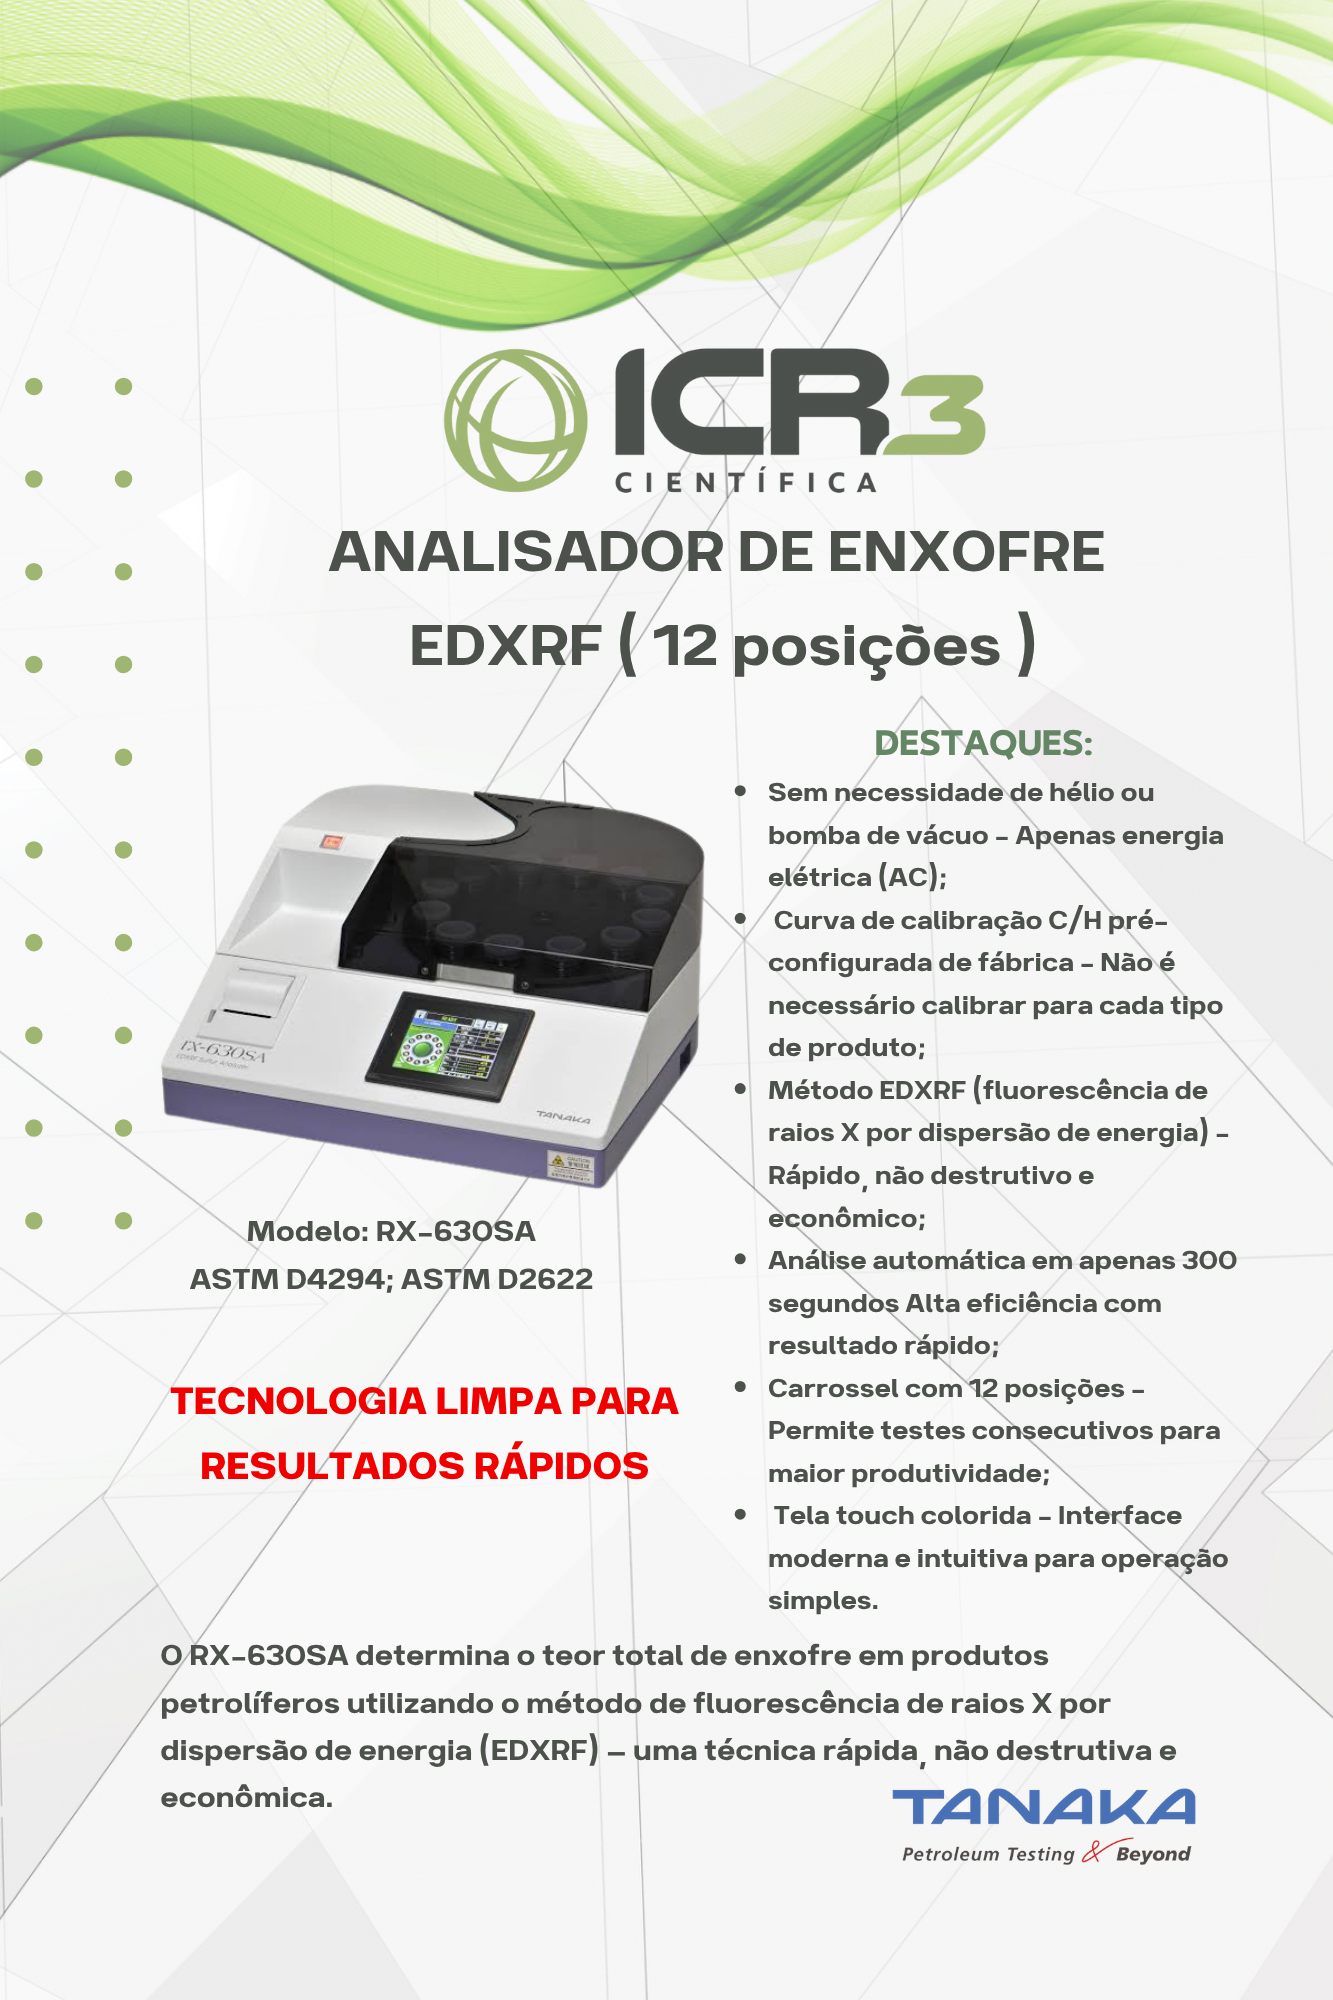 ICR3
CIENTÍFICA
ANALISADOR DE ENXOFRE
EDXRF ( 12 posições )
DESTAQUES:
• Sem necessidade de hélio ou
bomba de vácuo – Apenas energia
elétrica (AC);
• Curva de calibração C/H pré-
configurada de fábrica – Não é
necessário calibrar para cada tipo
de produto;
• Método EDXRF (fluorescência de
raios X por dispersão de energia) –
Rápido, não destrutivo e
econômico;
• Análise automática em apenas 300
segundos Alta eficiência com
resultado rápido;
• Carrossel com 12 posições –
Permite testes consecutivos para
maior produtividade;
• Tela touch colorida – Interface
moderna e intuitiva para operação
simples.
RX-630SA
EDXRF Sulfur Analyzer
TANAKA
Modelo: RX-630SA
ASTM D4294; ASTM D2622
TECNOLOGIA LIMPA PARA
RESULTADOS RÁPIDOS
O RX-630SA determina o teor total de enxofre em produtos
petrolíferos utilizando o método de fluorescência de raios X por
dispersão de energia (EDXRF) — uma técnica rápida, não destrutiva e
econômica.
TANAKA
Petroleum Testing & Beyond